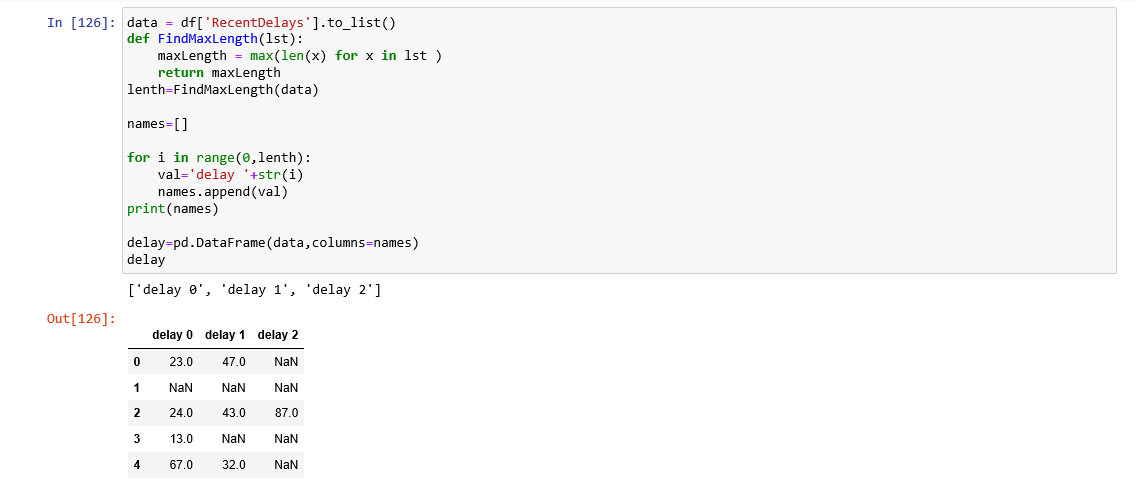 In [126]: data = df['RecentDelays'].to_list()
def FindMaxLength(lst):
    maxLength = max(len(x) for x in lst )
    return maxLength
lenth=FindMaxLength(data)
names=[]
for i in range(0,lenth):
    val='delay '+str(i)
    names.append(val)
print(names)
delay=pd.DataFrame(data,columns=names)
delay
['delay 0', 'delay 1', 'delay 2']
Out[126]:
delay 0 delay 1 delay 2
0 23.0 47.0 NaN
1 NaN NaN NaN
2 24.0 43.0 87.0
3 13.0 NaN NaN
4 67.0 32.0 NaN